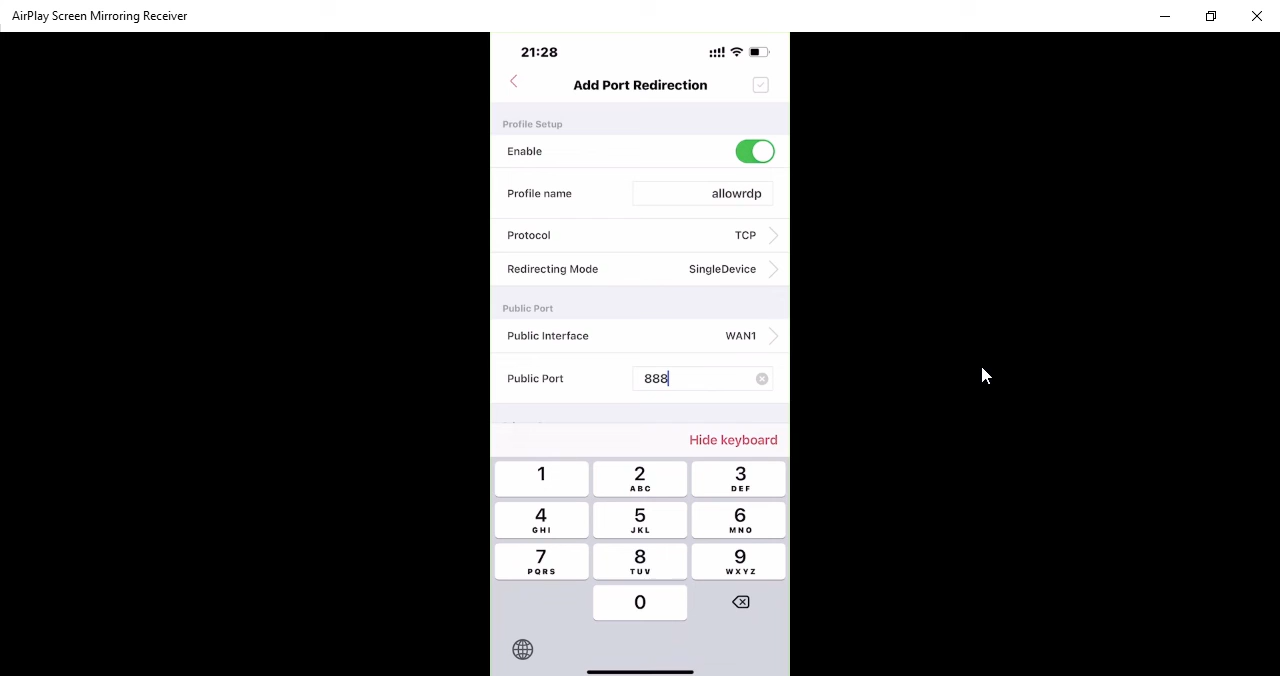 AirPlay Screen Mirroring Receiver
21:28
Add Port Redirection
Profile Setup
Enable
Profile name allowrdp
Protocol TCP
Redirecting Mode SingleDevice
Public Port
Public Interface WAN1
Public Port 888
Hide keyboard
1 2 3
ABC DEF
4 5 6
GHI JKL MNO
7 8 9
PQRS TUV WXYZ
0